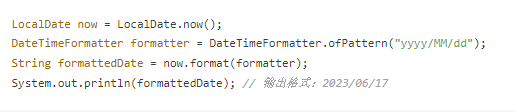 LocalDate now = LocalDate.now();
DateTimeFormatter formatter = DateTimeFormatter.ofPattern("yyyy/MM/dd");
String formattedDate = now.format(formatter);
System.out.println(formattedDate); // 输出格式：2023/06/17